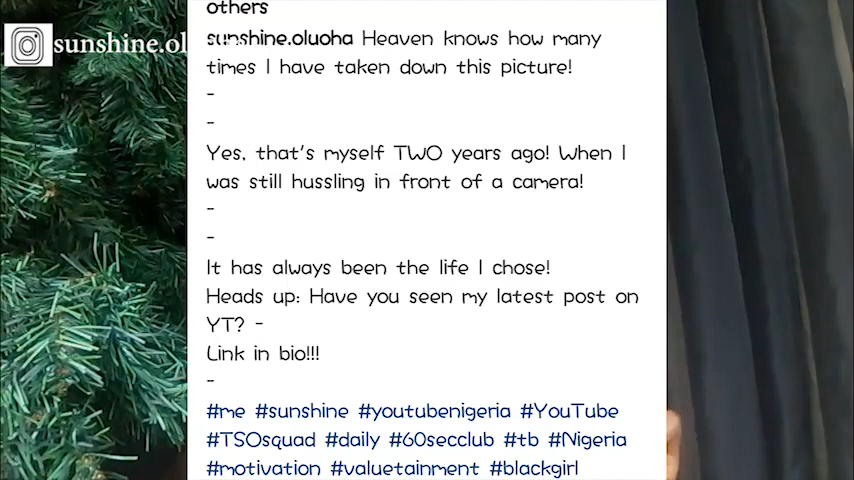 others
sunshine.ol
sunshine.oluoha Heaven knows how many
times I have taken down this picture!
-
-
Yes, that's myself TWO years ago! When I
was still hussling in front of a camera!
-
-
It has always been the life I chose!
Heads up: Have you seen my latest post on
YT? -
Link in bio!!!
-
#me #sunshine #youtubenigeria #YouTube
#TSOsquad #daily #60secclub #tb #Nigeria
#motivation #valuetainment #blackgirl